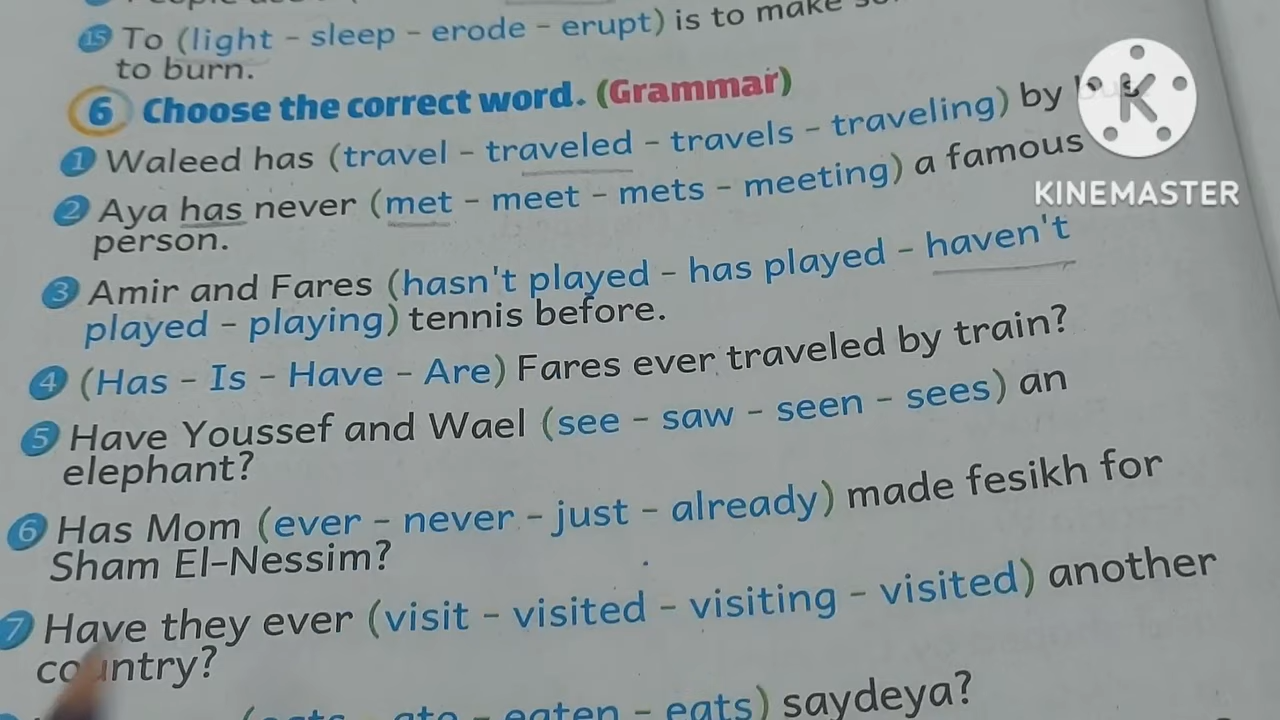 15 To (light - sleep - erode - erupt) is to make
to burn.
6 Choose the correct word. (Grammar)
1 Waleed has (travel - traveled - travels - traveling) by
2 Aya has never (met - meet - mets - meeting) a famous
person.
3 Amir and Fares (hasn't played - has played - haven't
played - playing) tennis before.
4 (Has - Is - Have - Are) Fares ever traveled by train?
5 Have Youssef and Wael (see - saw - seen - sees) an
elephant?
6 Has Mom (ever - never - just - already) made fesikh for
Sham El-Nessim?
7 Have they ever (visit - visited - visiting - visited) another
country?
ate - eaten - eats) saydeya?
K
KINEMASTER